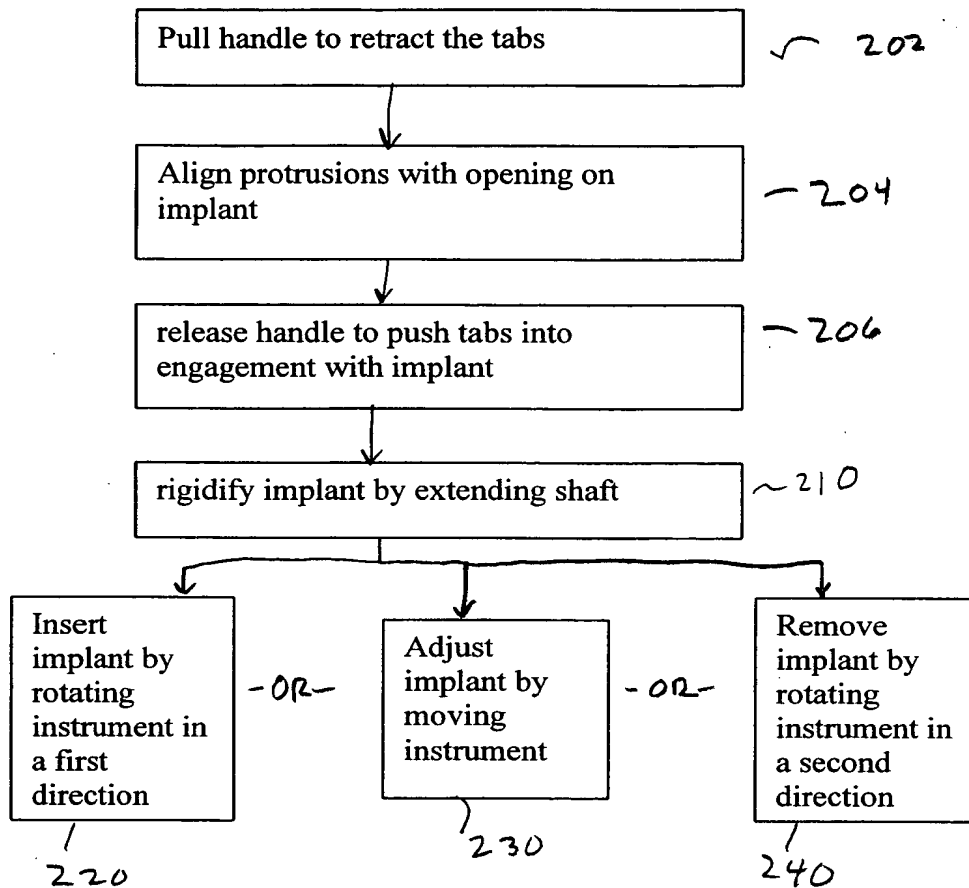 Pull handle to retract the tabs
202
Align protrusions with opening on
implant
204
release handle to push tabs into
engagement with implant
206
rigidify implant by extending shaft
210
Insert
implant by
rotating
instrument in
a first
direction
-OR-
Adjust
implant by
moving
instrument
-OR-
Remove
implant by
rotating
instrument in
a second
direction
220
230
240